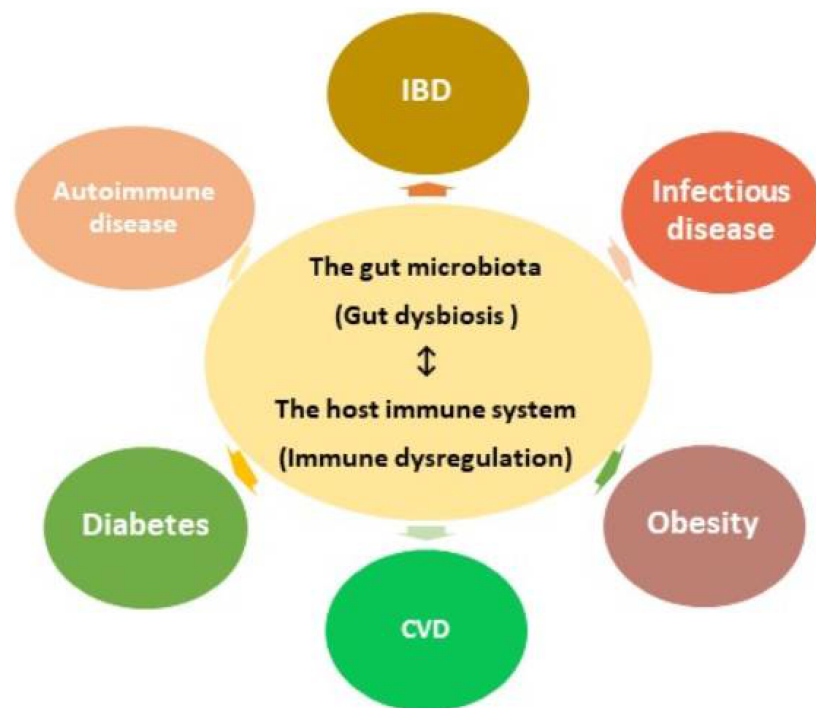 IBD
Autoimmune
disease
Infectious
disease
The gut microbiota
(Gut dysbiosis )
↕
The host immune system
(Immune dysregulation)
Diabetes
Obesity
CVD